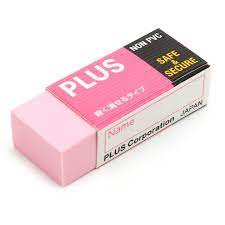 PLUS
軽く消せるタイプ
NON PVC
SAFE
&
SECURE
Name
PLUS Corporation JAPAN